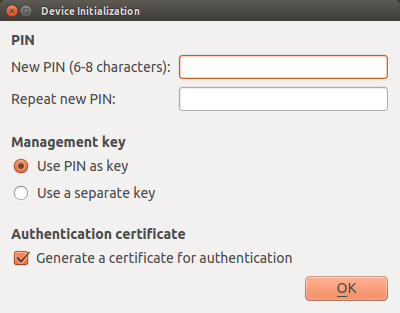 Device Initialization
PIN
New PIN (6-8 characters):
Repeat new PIN:
Management key
Use PIN as key
Use a separate key
Authentication certificate
Generate a certificate for authentication
OK